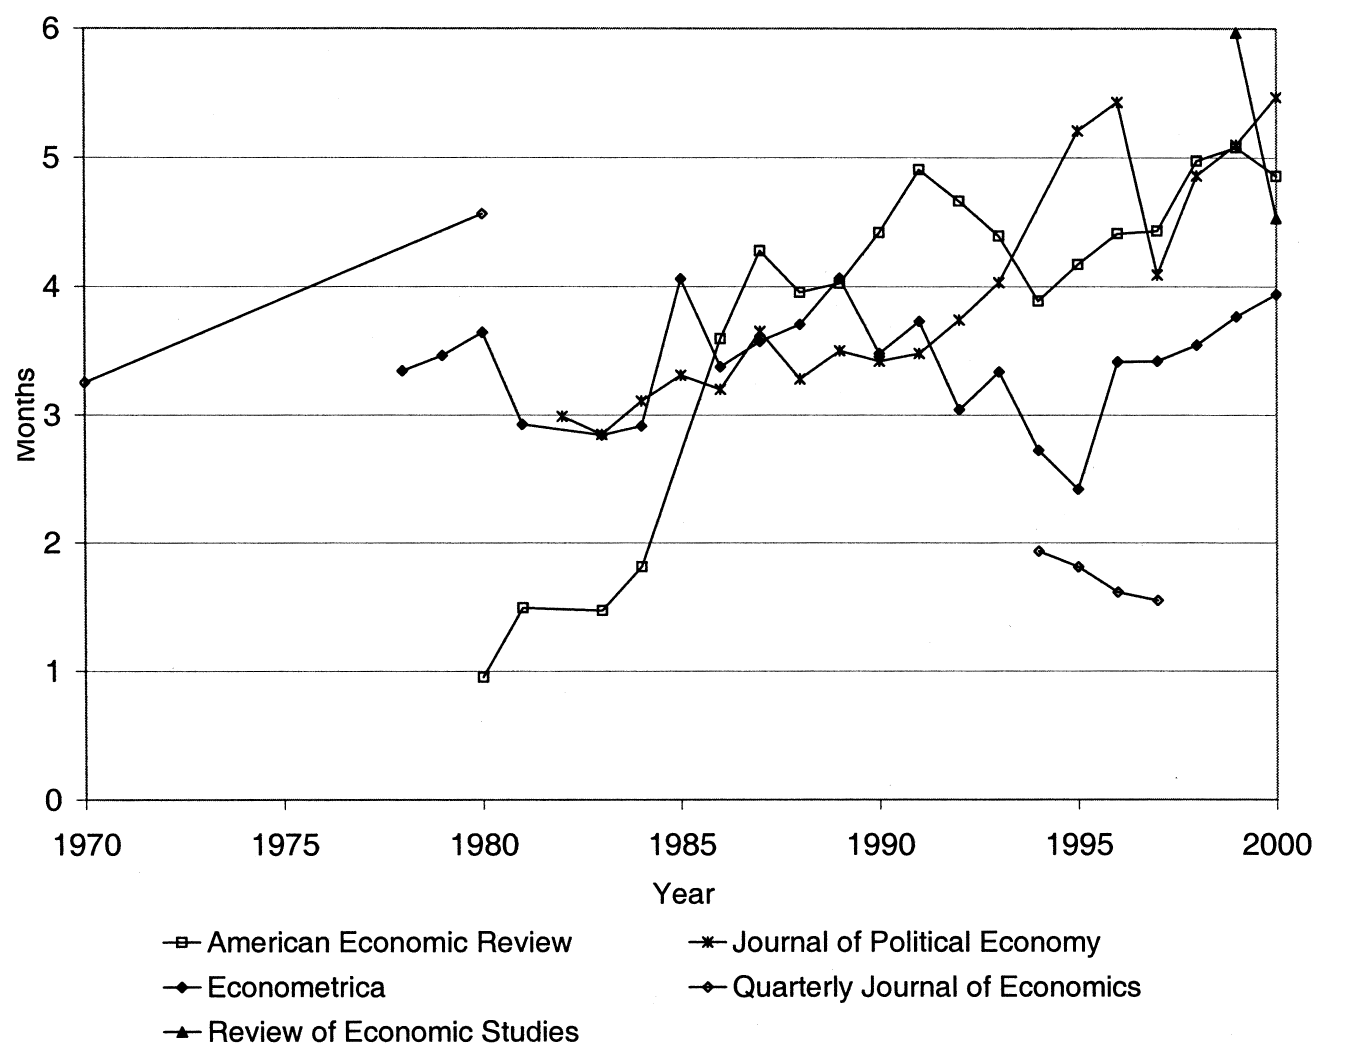 6
5
4
3
2
1
0
Months
1970 1975 1980 1985 1990 1995 2000
Year
American Economic Review Journal of Political Economy
Econometrica Quarterly Journal of Economics
Review of Economic Studies